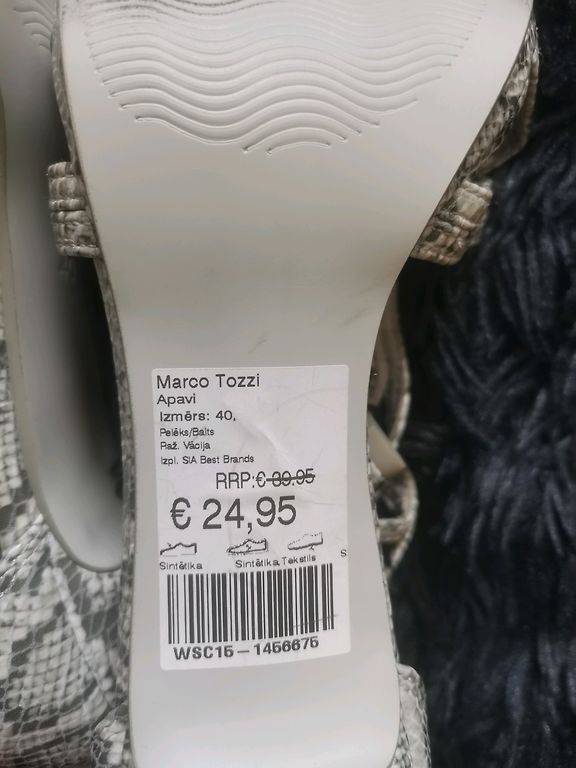 Marco Tozzi
Apavi
Izmērs: 40,
Pelēks/Balts
Raž. Vācija
Izpl. SIA Best Brands
RRP:€ 39.95
€ 24,95
Sintētika Sintētika,Tekstils S
WSC15-1456675